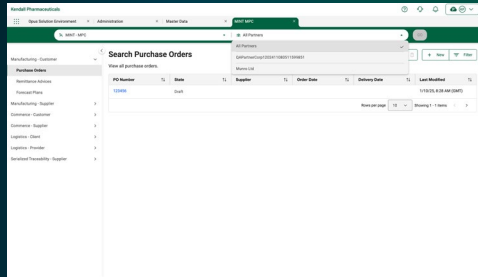 Kendall Pharmaceuticals
Opus Solution Environment × Administration × Master Data × MINT MPC ×
MINT - MPC All Partners
All Partners
Macro Ltd
Manufacturing - Customer
Purchase Orders
Remittance Advices
Forecast Plans
Manufacturing - Supplier
Commerce - Customer
Commerce - Supplier
Logistics - Client
Logistics - Provider
Serialized Traceability - Supplier
Search Purchase Orders
+ New Filter
View all purchase orders.
PO Number State Supplier Order Date Delivery Date Last Modified
Draft 1/10/25, 8:28 AM (GMT)
Rows per page 10 Showing 1 - 1 items